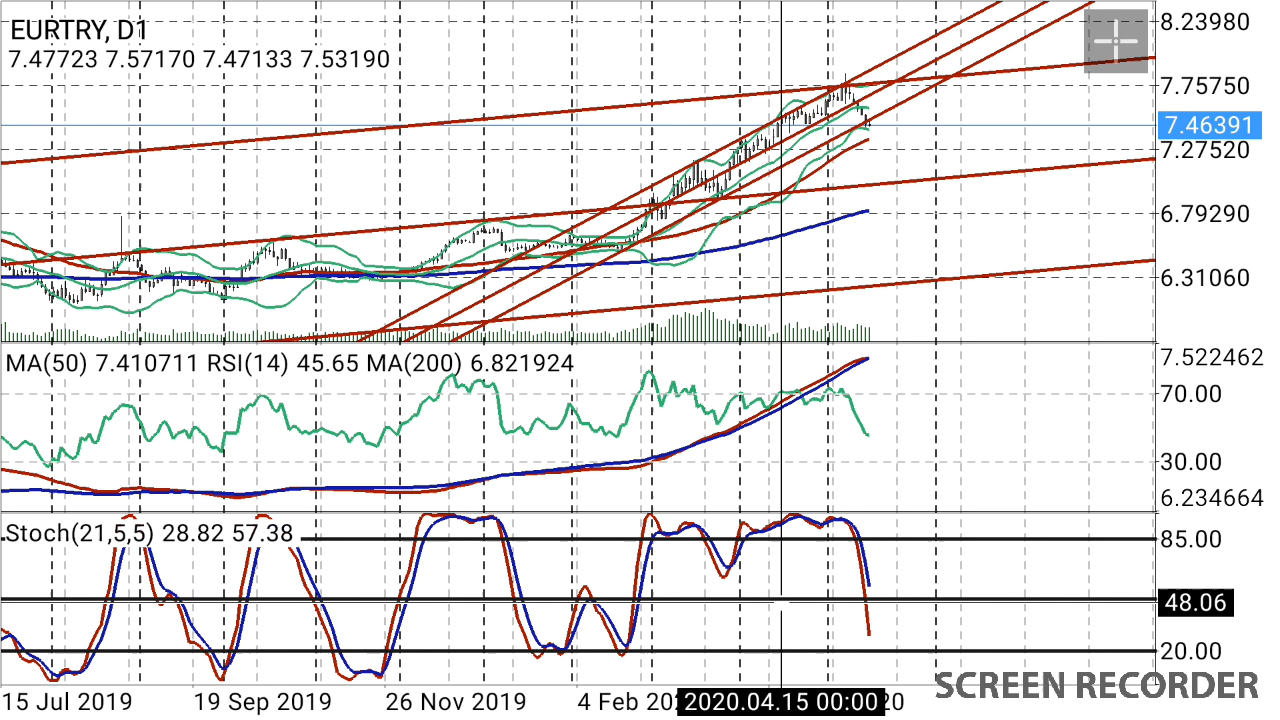 EURTRY, D1
7.47723 7.57170 7.47133 7.53190
8.23980
7.75750
7.46391
7.27520
6.79290
6.31060
MA(50) 7.410711 RSI(14) 45.65 MA(200) 6.821924
7.522462
70.00
30.00
6.234664
Stoch(21,5,5) 28.82 57.38
85.00
48.06
20.00
15 Jul 2019 19 Sep 2019 26 Nov 2019 4 Feb 202 2020.04.15 00:00 20
SCREEN RECORDER